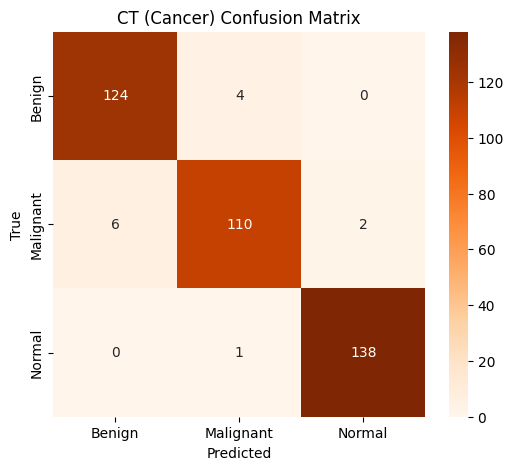 CT (Cancer) Confusion Matrix
Benign 124 4 0
Malignant 6 110 2
Normal 0 1 138
Benign Malignant Normal
Predicted
True
120
100
80
60
40
20
0